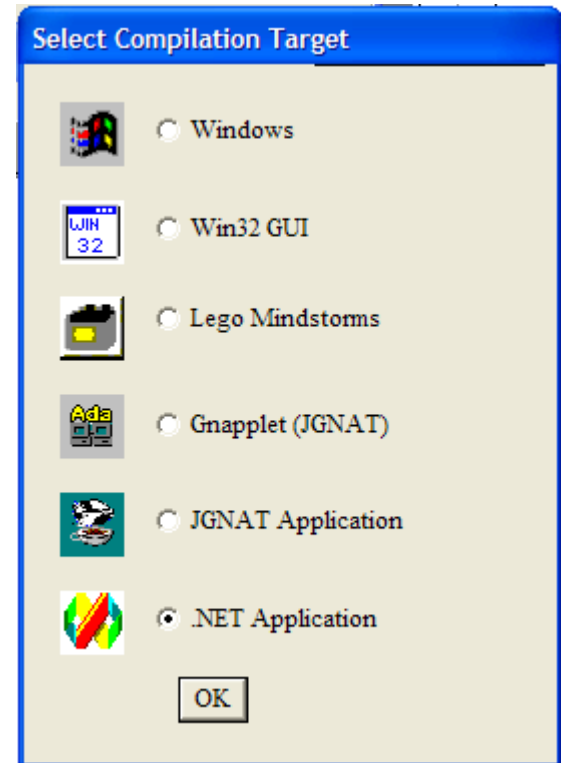 Select Compilation Target
Windows
WIN
32
Win32 GUI
Lego Mindstorms
Ada
Gnapplet (JGNAT)
JGNAT Application
.NET Application
OK